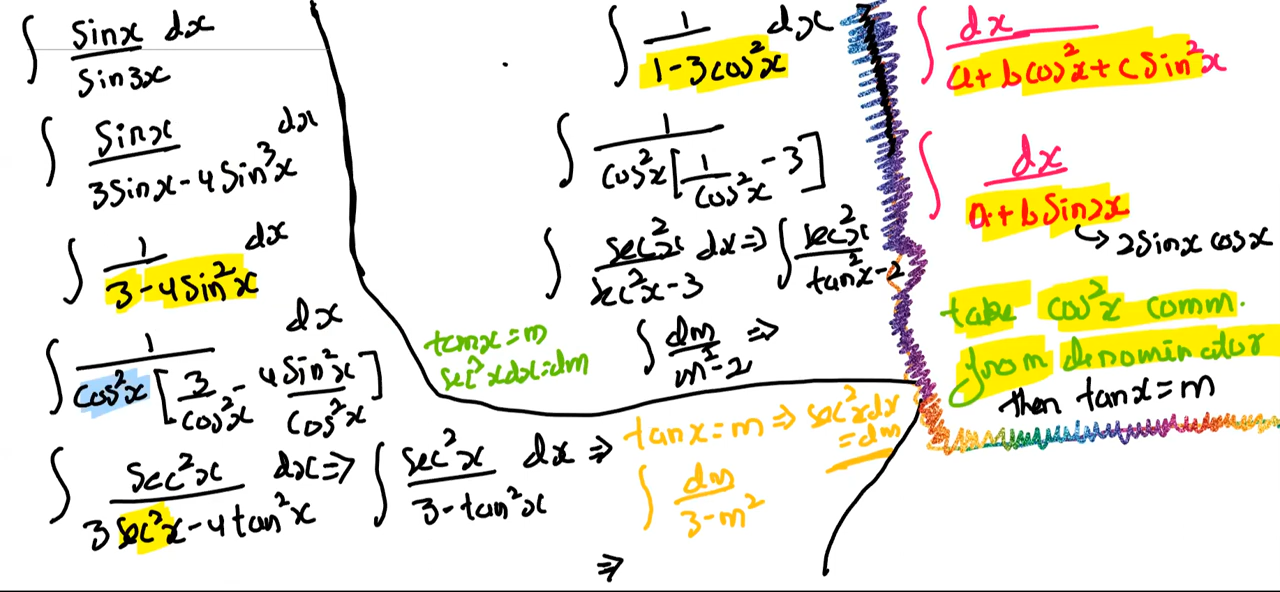 ∫ sinx/sin3x dx
∫ sinx/(3sinx-4sin³x) dx
∫ 1/(3-4sin²x) dx
∫ 1/(cos²x[3/cos²x - 4sin²x/cos²x]) dx
∫ sec²x/(3sec²x-4tan²x) dx ⇒ ∫ sec²x/(3-tan²x) dx ⇒
tanx=m ⇒ sec²xdx
=dm
∫ dm/(3-m²)
⇒
∫ 1/(1-3cos²x) dx
∫ 1/(cos²x[1/cos²x -3])
∫ sec²x/(sec²x-3) dx ⇒ ∫ sec²x/(tan²x-2)
tanx=m
sec²xdx=dm
∫ dm/(m²-2) ⇒
∫ dx/(a+bcos²x+csin²x)
∫ dx/(a+bsin2x)
↳ 2sinx cosx
take cos²x comm.
from denominator
then tanx=m